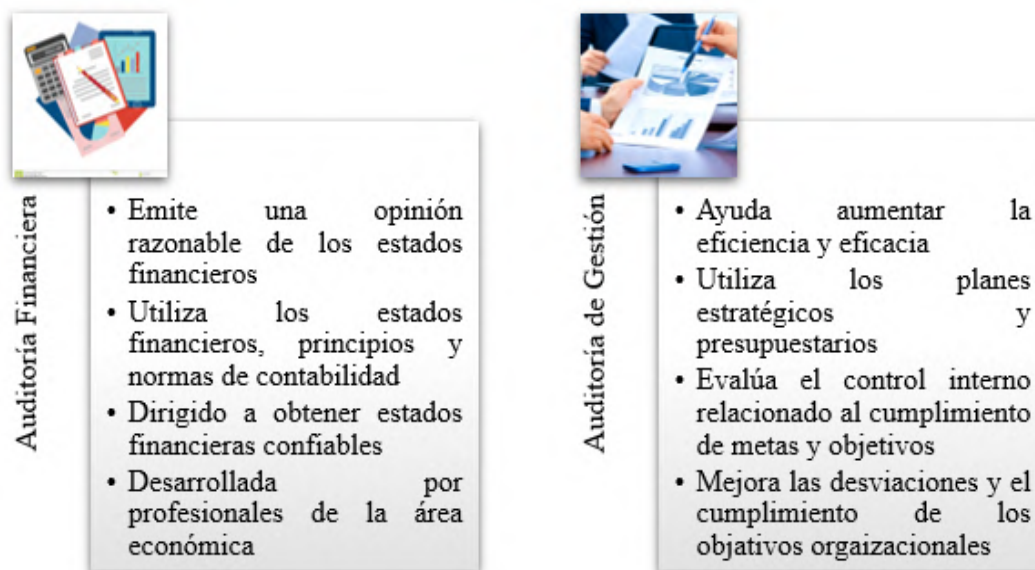 Auditoría Financiera
• Emite una opinión
razonable de los estados
financieros
• Utiliza los estados
financieros, principios y
normas de contabilidad
• Dirigido a obtener estados
financieras confiables
• Desarrollada por
profesionales de la área
económica
Auditoría de Gestión
• Ayuda aumentar la
eficiencia y eficacia
• Utiliza los planes
estratégicos y
presupuestarios
• Evalúa el control interno
relacionado al cumplimiento
de metas y objetivos
• Mejora las desviaciones y el
cumplimiento de los
objativos orgaizacionales